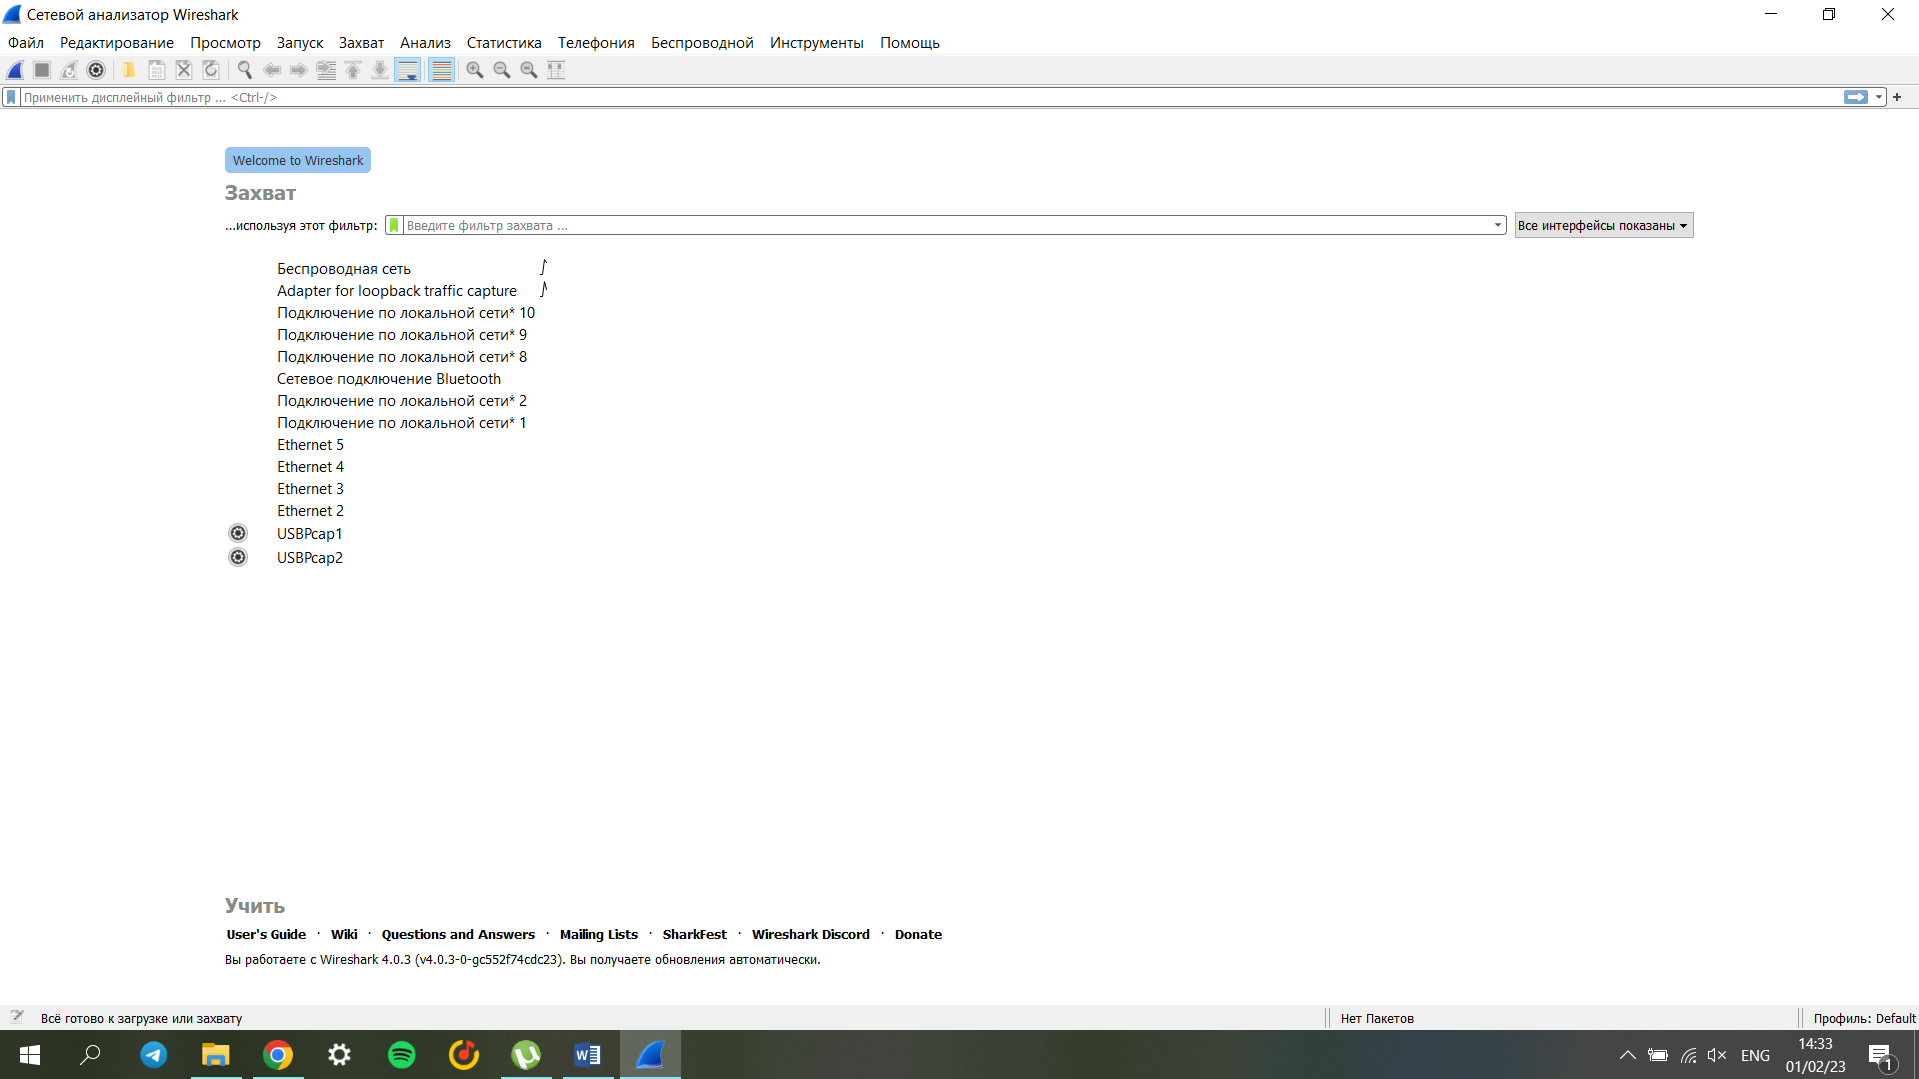 Сетевой анализатор Wireshark
Файл Редактирование Просмотр Запуск Захват Анализ Статистика Телефония Беспроводной Инструменты Помощь
Применить дисплейный фильтр ... <Ctrl-/>
Welcome to Wireshark
Захват
...используя этот фильтр: Введите фильтр захвата ... Все интерфейсы показаны
Беспроводная сеть
Adapter for loopback traffic capture
Подключение по локальной сети* 10
Подключение по локальной сети* 9
Подключение по локальной сети* 8
Сетевое подключение Bluetooth
Подключение по локальной сети* 2
Подключение по локальной сети* 1
Ethernet 5
Ethernet 4
Ethernet 3
Ethernet 2
USBPcap1
USBPcap2
Учить
User's Guide · Wiki · Questions and Answers · Mailing Lists · SharkFest · Wireshark Discord · Donate
Вы работаете с Wireshark 4.0.3 (v4.0.3-0-gc552f74cdc23). Вы получаете обновления автоматически.
Всё готово к загрузке или захвату Нет Пакетов Профиль: Default
ENG 14:33
01/02/23 1